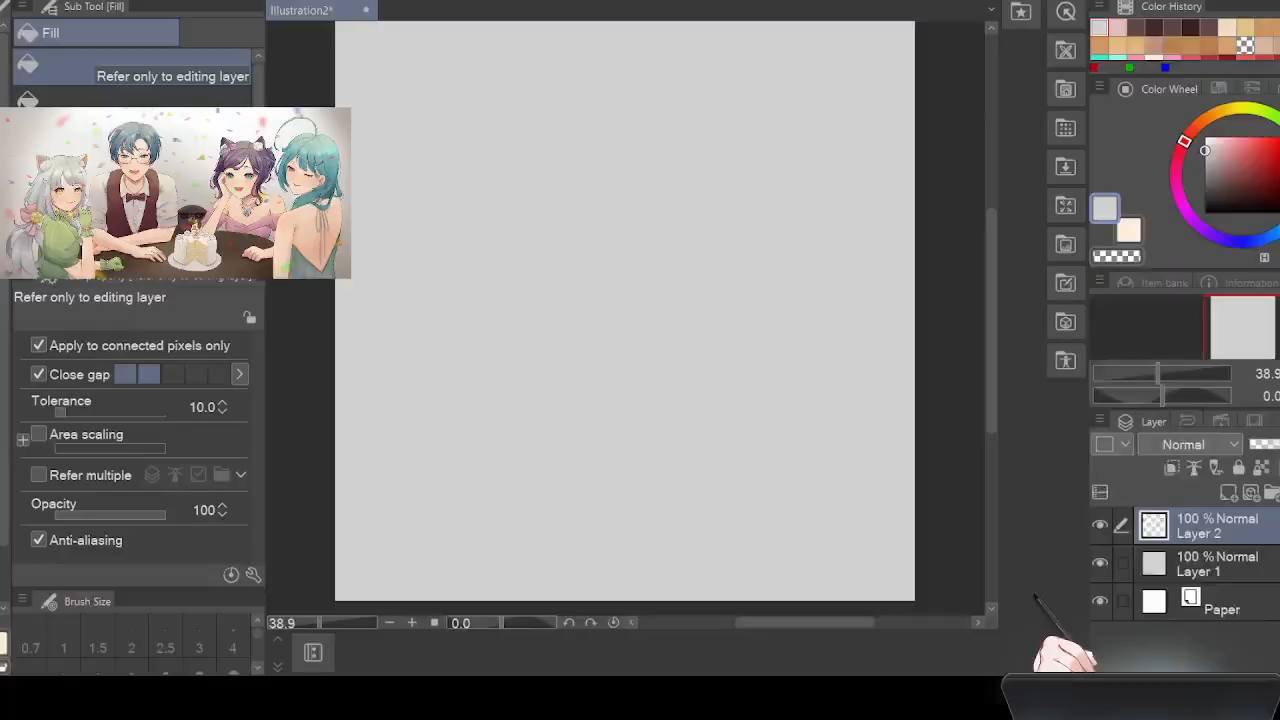 Sub Tool [Fill]
Illustration2*
Color History
Fill
Refer only to editing layer
Color Wheel
Item bank
Information
Refer only to editing layer
Apply to connected pixels only
Close gap
Tolerance
10.0
Area scaling
Refer multiple
Opacity
100
Anti-aliasing
38.9
0.0
Layer
Normal
100 % Normal
Layer 2
100 % Normal
Layer 1
Paper
Brush Size
38.9
0.0
0.7
1
1.5
2
2.5
3
4